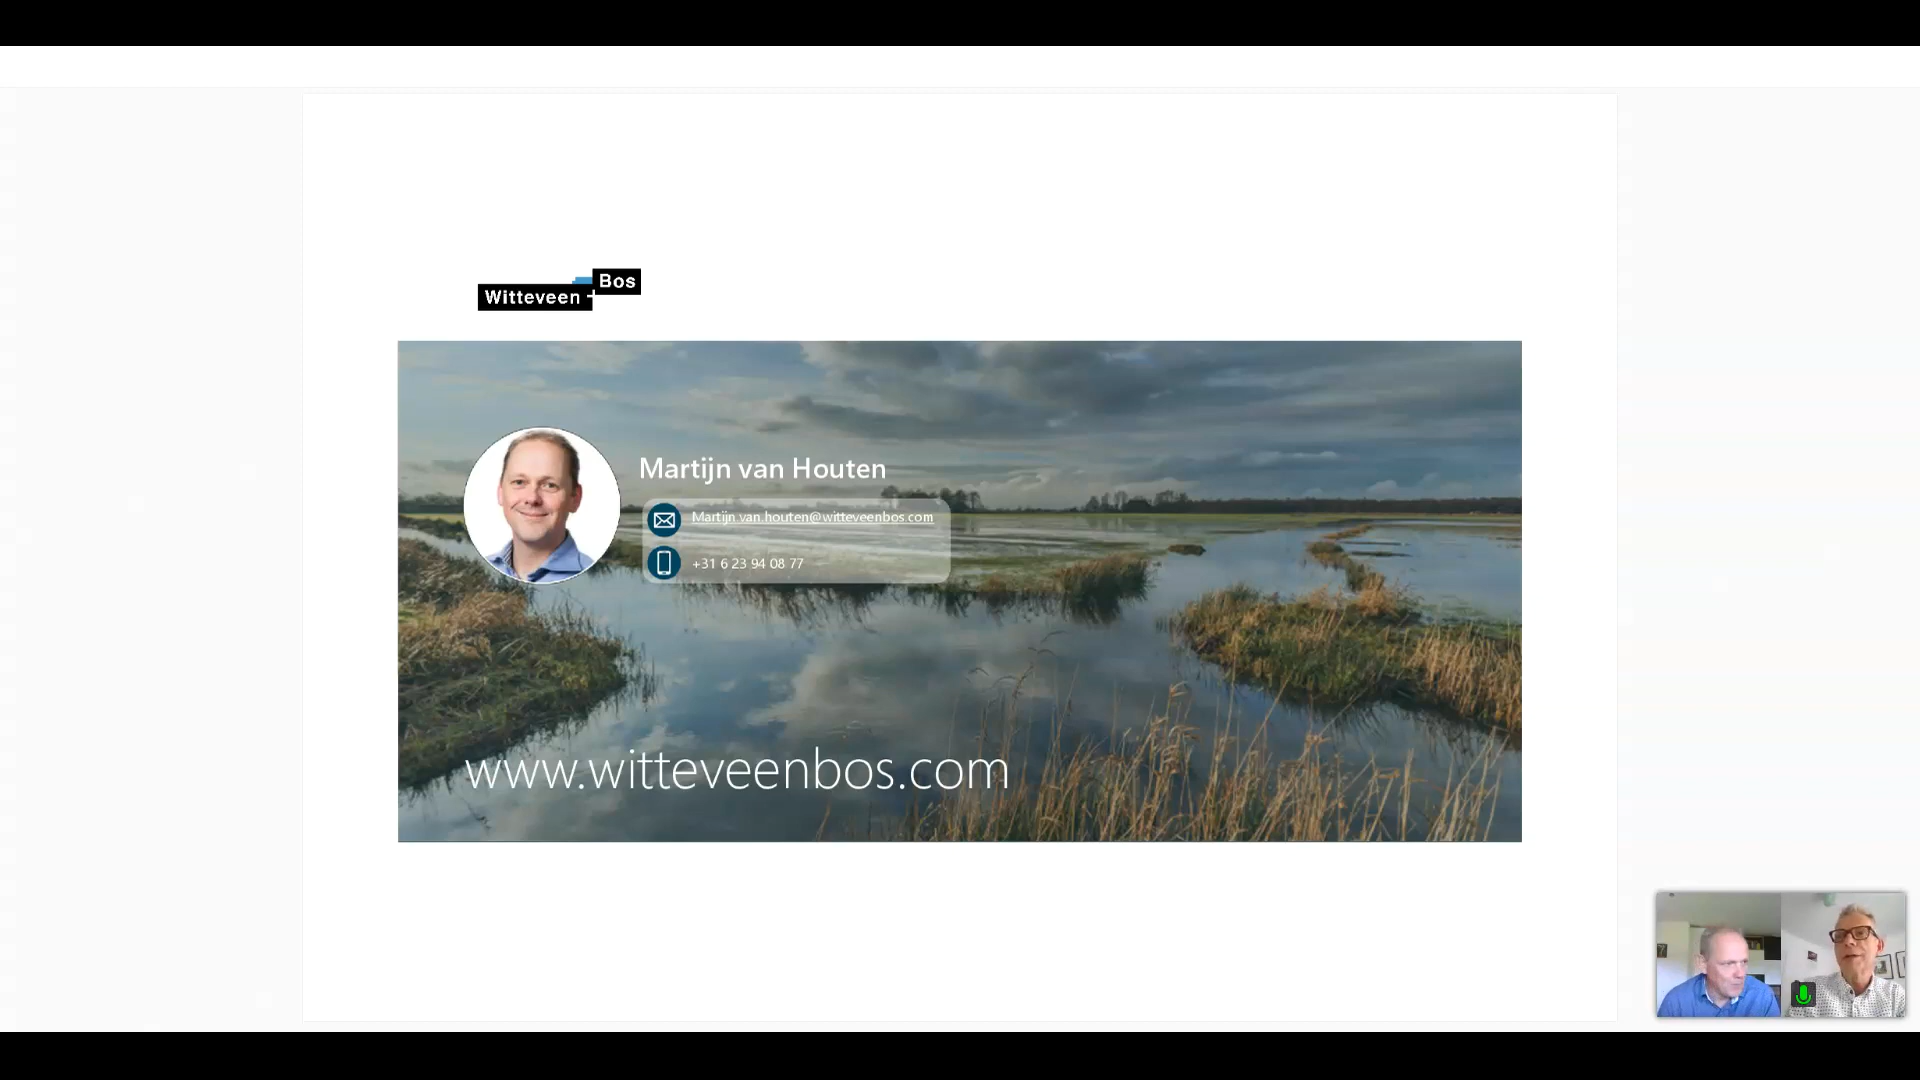 Witteveen + Bos
Martijn van Houten
Martijn.van.houten@witteveenbos.com
+31 6 23 94 08 77
www.witteveenbos.com